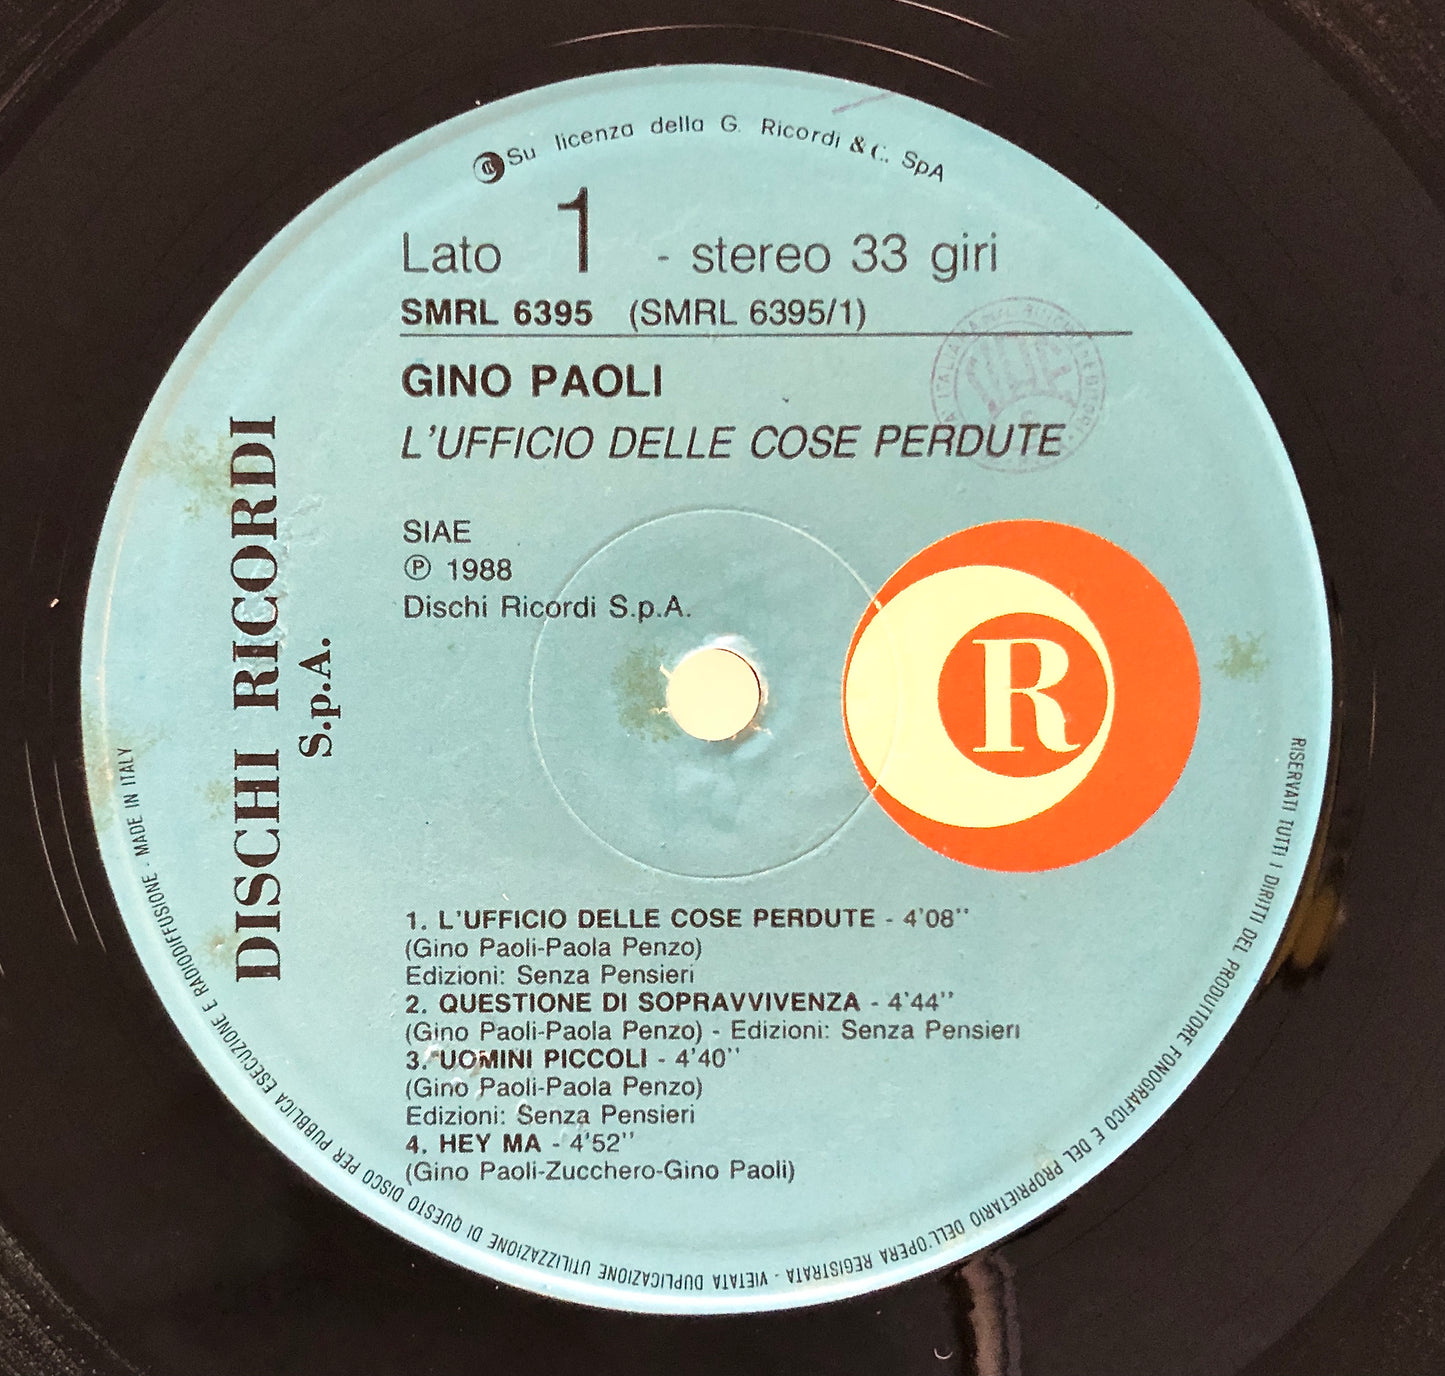 Su licenza della G. Ricordi & C. SpA
Lato 1 - stereo 33 giri
SMRL 6395 (SMRL 6395/1)
GINO PAOLI
L'UFFICIO DELLE COSE PERDUTE
SIAE
℗ 1988
Dischi Ricordi S.p.A.
DISCHI RICORDI
S.p.A.
R
1. L'UFFICIO DELLE COSE PERDUTE - 4'08''
(Gino Paoli-Paola Penzo)
Edizioni: Senza Pensieri
2. QUESTIONE DI SOPRAVVIVENZA - 4'44''
(Gino Paoli-Paola Penzo) - Edizioni: Senza Pensieri
3. UOMINI PICCOLI - 4'40''
(Gino Paoli-Paola Penzo)
Edizioni: Senza Pensieri
4. HEY MA - 4'52''
(Gino Paoli-Zucchero-Gino Paoli)
RISERVATI TUTTI I DIRITTI DEL PRODUTTORE FONOGRAFICO E DEL PROPRIETARIO DELL'OPERA REGISTRATA - VIETATA DUPLICAZIONE UTILIZZAZIONE DI QUESTO DISCO PER PUBBLICA ESECUZIONE E RADIODIFFUSIONE - MADE IN ITALY